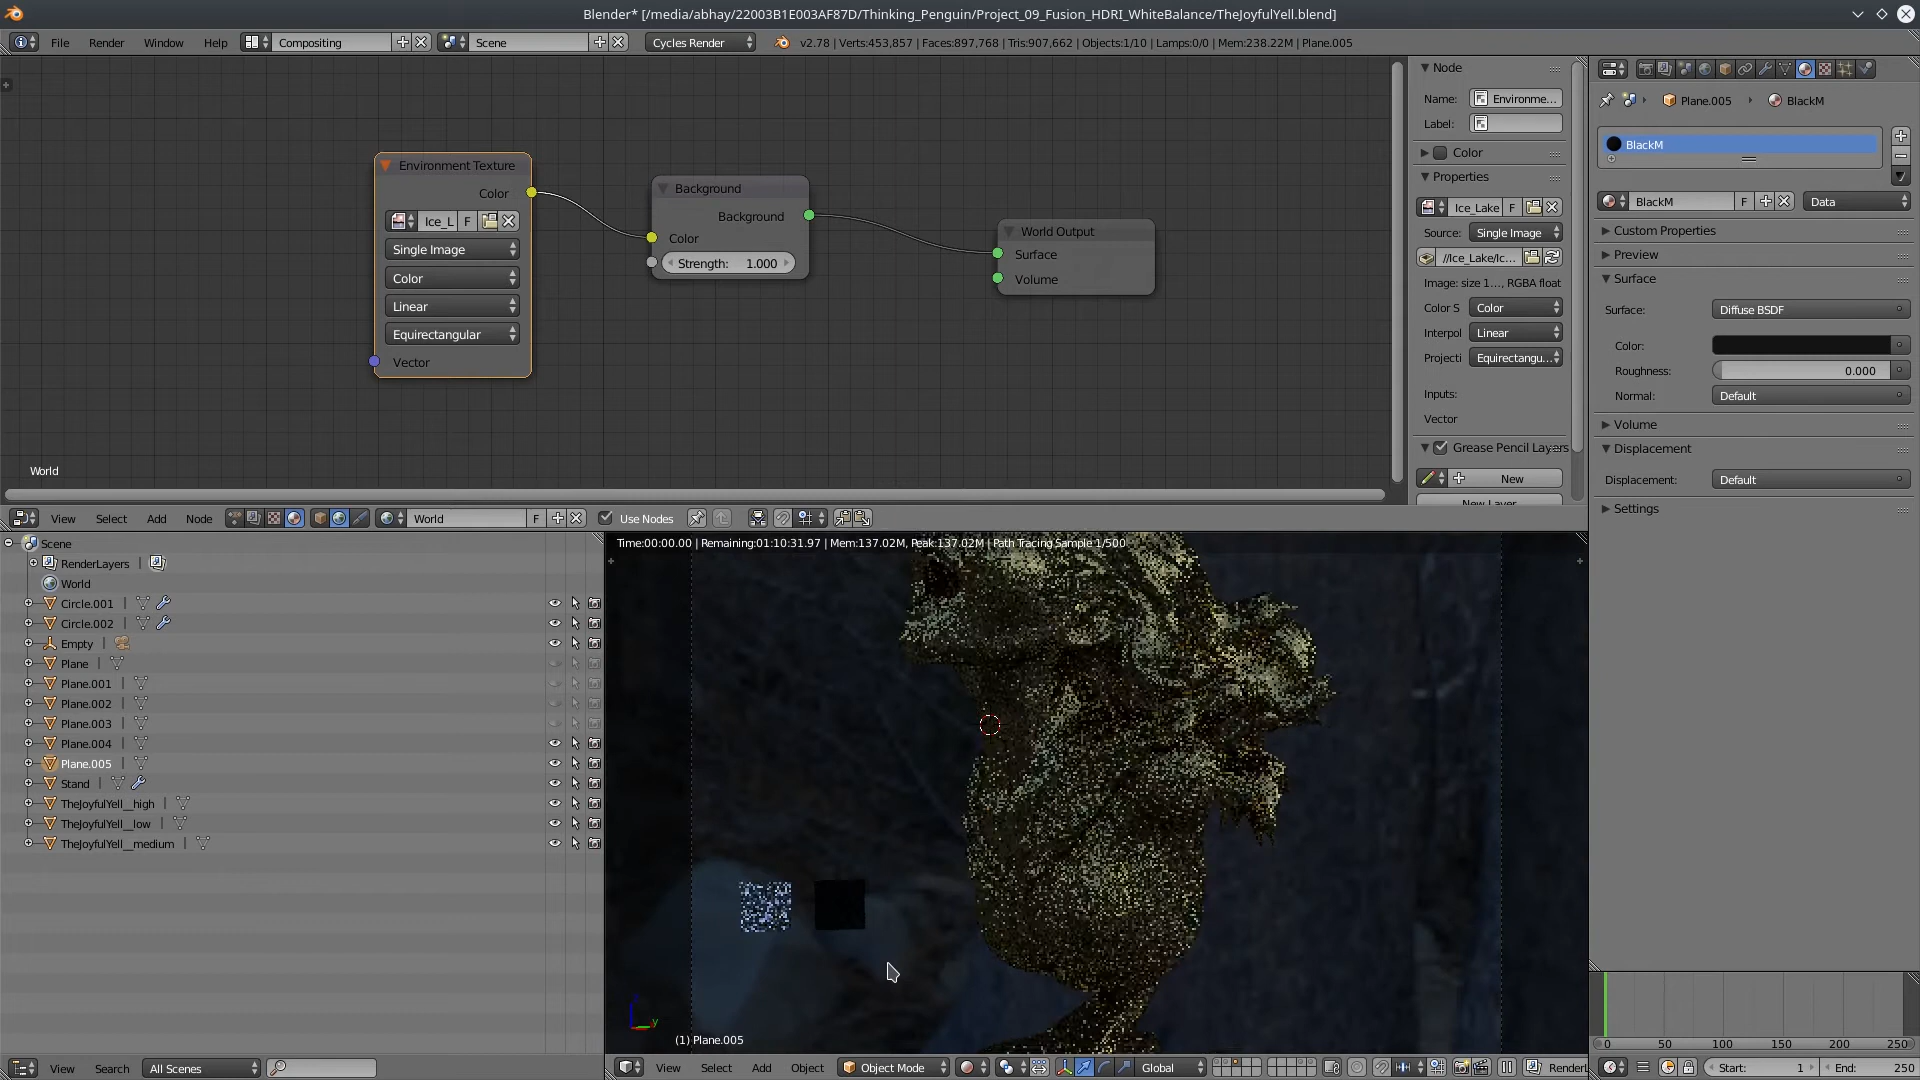 Blender* [/media/abhay/22003B1E003AF87D/Thinking_Penguin/Project_09_Fusion_HDRI_WhiteBalance/TheJoyfulYell.blend]
File Render Window Help Compositing Scene Cycles Render v2.78 | Verts:453,857 | Faces:897,768 | Tris:907,662 | Objects:1/10 | Lamps:0/0 | Mem:238.22M | Plane.005
Environment Texture
Color
Ice_L F
Single Image
Color
Linear
Equirectangular
Vector
Background
Background
Color
Strength: 1.000
World Output
Surface
Volume
World
Node
Name: Environme...
Label:
Color
Properties
Ice_Lake F
Source: Single Image
//Ice_Lake/Ic...
Image: size 1..., RGBA float
Color S Color
Interpol Linear
Projecti Equirectangu...
Inputs:
Vector
Grease Pencil Layers
New
New Layer
Plane.005 BlackM
BlackM
BlackM F Data
Custom Properties
Preview
Surface
Surface: Diffuse BSDF
Color:
Roughness: 0.000
Normal: Default
Volume
Displacement
Displacement: Default
Settings
View Select Add Node World F Use Nodes
Scene
RenderLayers |
World
Circle.001 |
Circle.002 |
Empty |
Plane |
Plane.001 |
Plane.002 |
Plane.003 |
Plane.004 |
Plane.005 |
Stand |
TheJoyfulYell__high |
TheJoyfulYell__low |
TheJoyfulYell__medium |
View Search All Scenes
Time:00:00.00 | Remaining:01:10:31.97 | Mem:137.02M, Peak:137.02M | Path Tracing Sample 1/500
y
(1) Plane.005
View Select Add Object Object Mode Global RenderL
0 50 100 150 200 250
Start: 1 End: 250